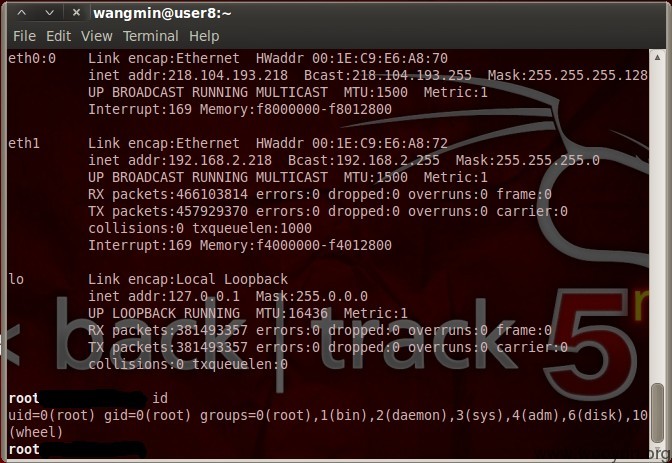 wangmin@user8:~
File Edit View Terminal Help
eth0:0 Link encap:Ethernet HWaddr 00:1E:C9:E6:A8:70
inet addr:218.104.193.218 Bcast:218.104.193.255 Mask:255.255.255.128
UP BROADCAST RUNNING MULTICAST MTU:1500 Metric:1
Interrupt:169 Memory:f8000000-f8012800
eth1 Link encap:Ethernet HWaddr 00:1E:C9:E6:A8:72
inet addr:192.168.2.218 Bcast:192.168.2.255 Mask:255.255.255.0
UP BROADCAST RUNNING MULTICAST MTU:1500 Metric:1
RX packets:466103814 errors:0 dropped:0 overruns:0 frame:0
TX packets:457929370 errors:0 dropped:0 overruns:0 carrier:0
collisions:0 txqueuelen:1000
Interrupt:169 Memory:f4000000-f4012800
lo Link encap:Local Loopback
inet addr:127.0.0.1 Mask:255.0.0.0
UP LOOPBACK RUNNING MTU:16436 Metric:1
RX packets:381493357 errors:0 dropped:0 overruns:0 frame:0
TX packets:381493357 errors:0 dropped:0 overruns:0 carrier:0
collisions:0 txqueuelen:0
<< back | track 5
root id
uid=0(root) gid=0(root) groups=0(root),1(bin),2(daemon),3(sys),4(adm),6(disk),10
(wheel)
root